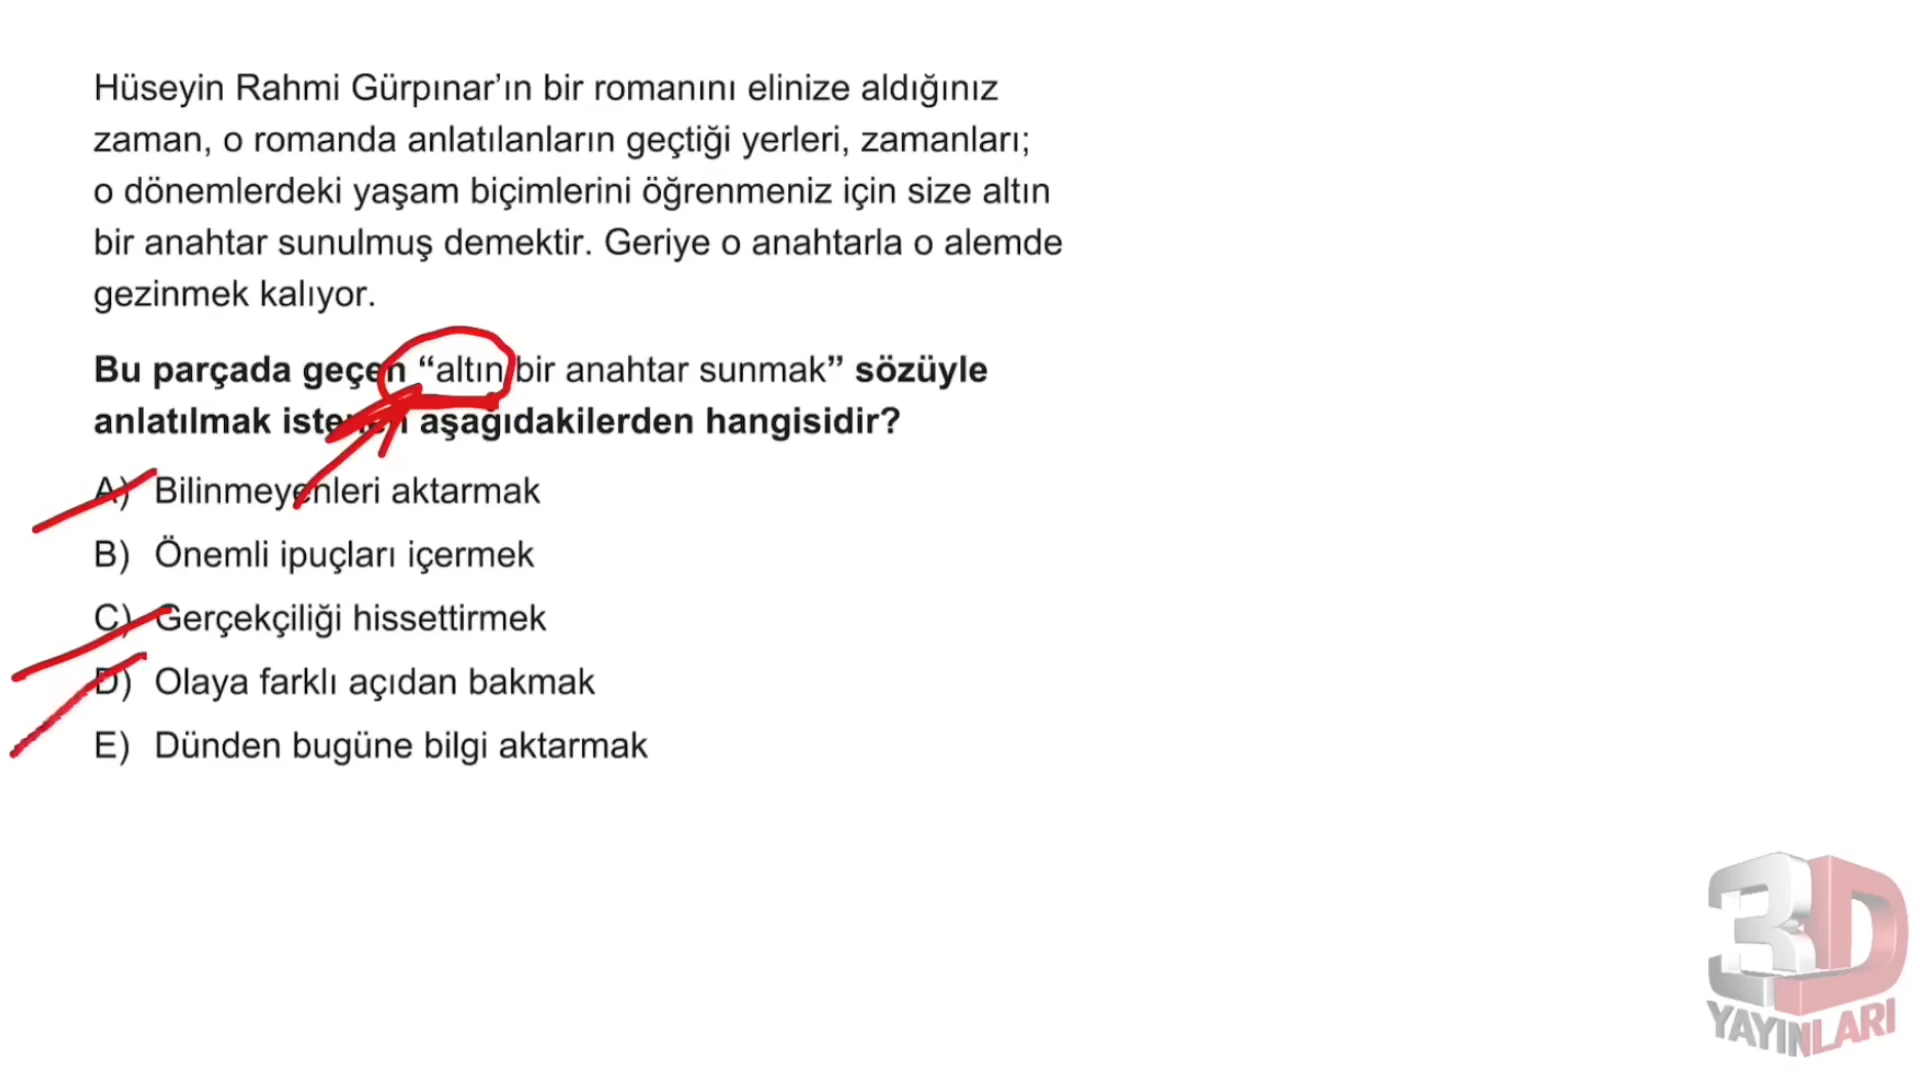 Hüseyin Rahmi Gürpınar’ın bir romanını elinize aldığınız
zaman, o romanda anlatılanların geçtiği yerleri, zamanları;
o dönemlerdeki yaşam biçimlerini öğrenmeniz için size altın
bir anahtar sunulmuş demektir. Geriye o anahtarla o alemde
gezinmek kalıyor.
Bu parçada geçen “altın bir anahtar sunmak” sözüyle
anlatılmak istenen aşağıdakilerden hangisidir?
A) Bilinmeyenleri aktarmak
B) Önemli ipuçları içermek
C) Gerçekçiliği hissettirmek
D) Olaya farklı açıdan bakmak
E) Dünden bugüne bilgi aktarmak
3D
YAYINLARI